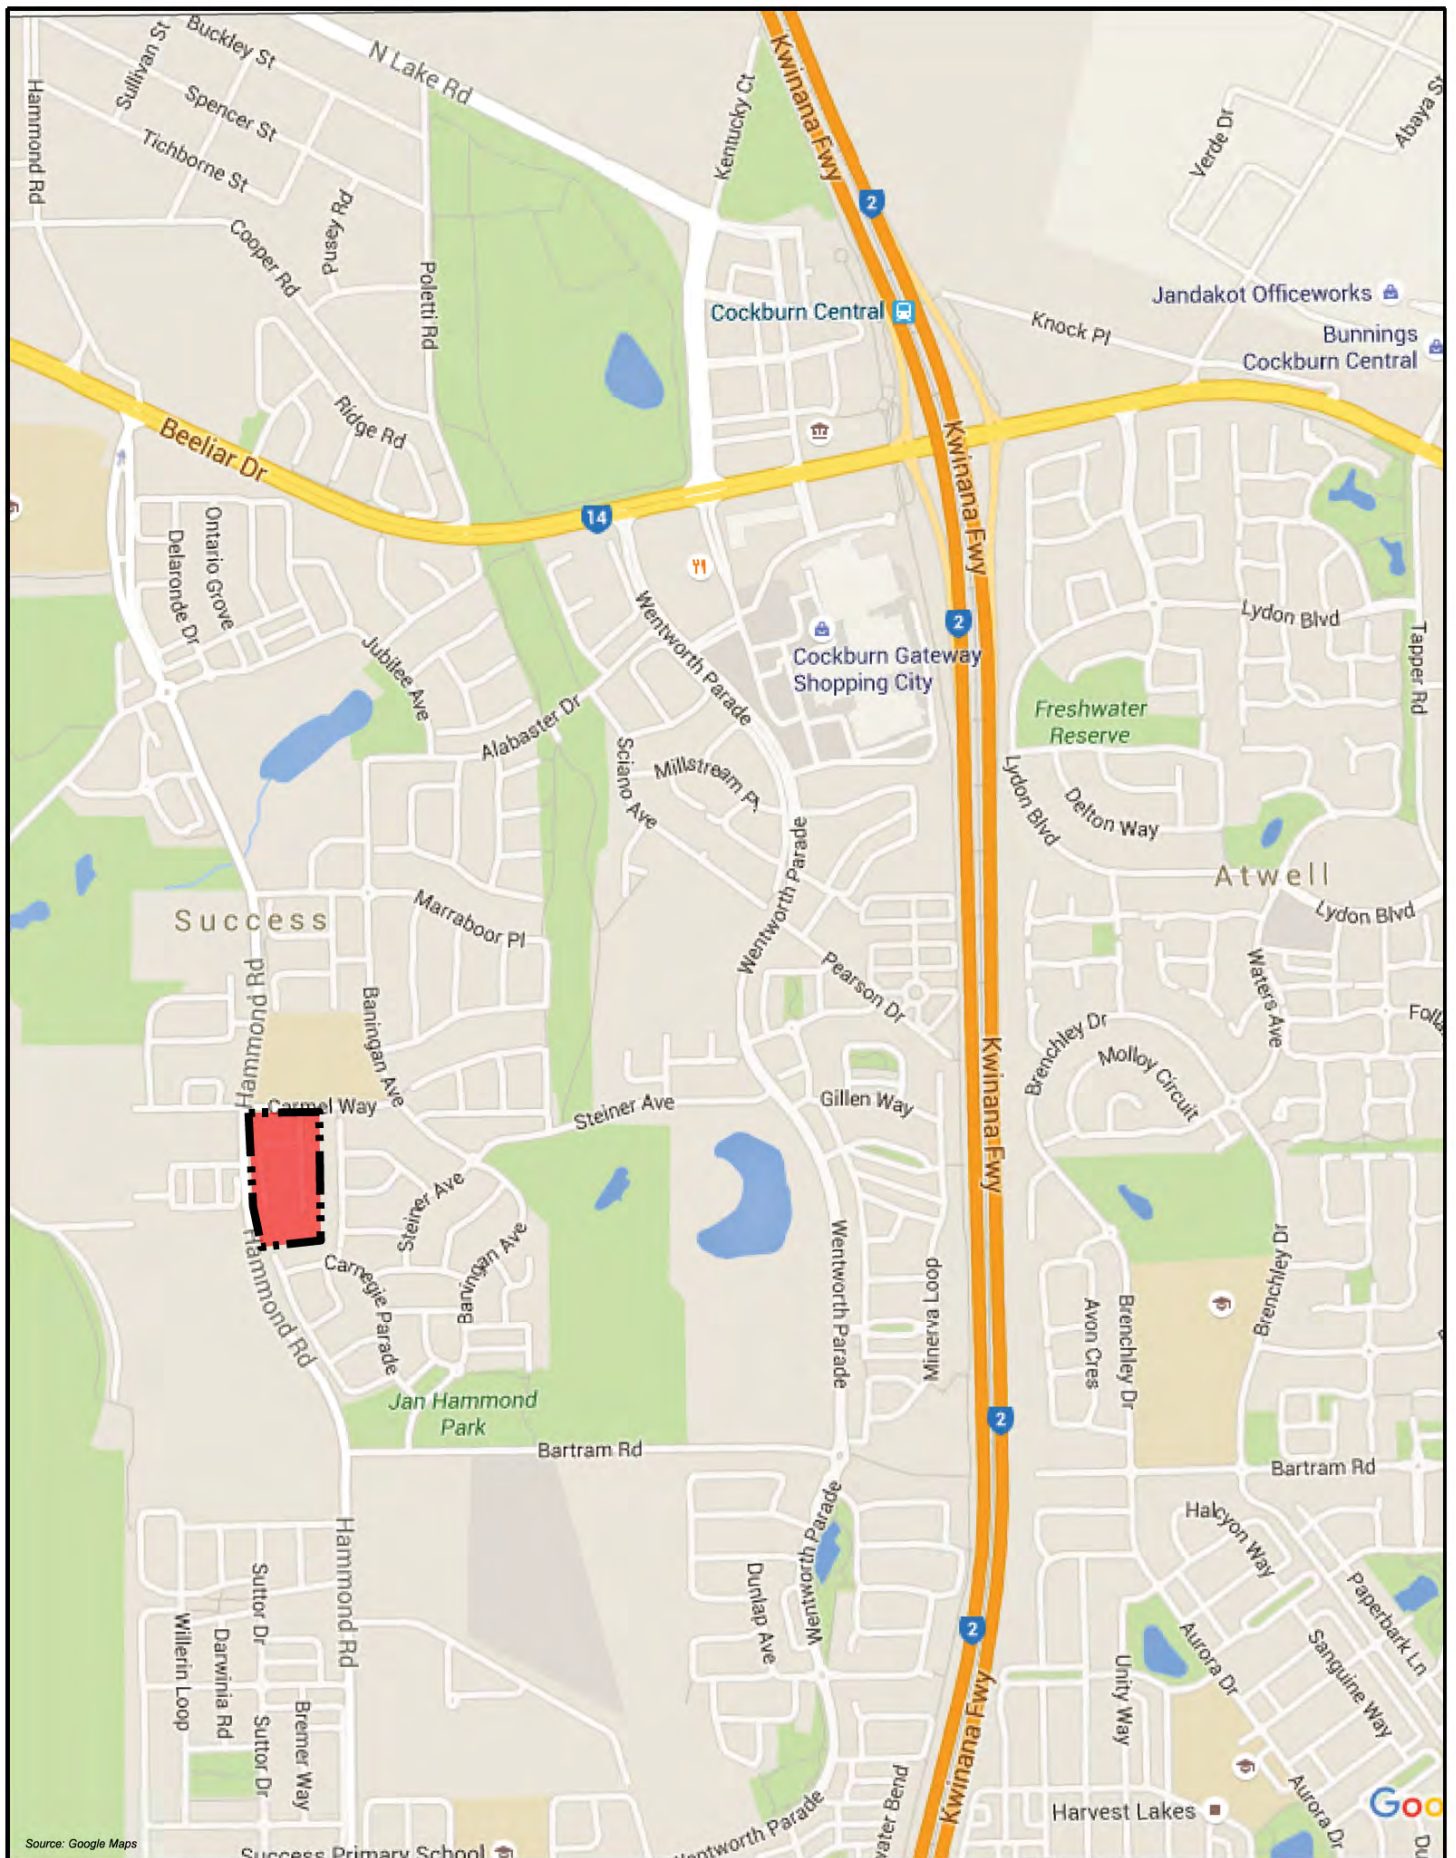 Buckley St
Sullivan St
N Lake Rd
Kwinana Fwy
Hammond Rd
Spencer St
Kentucky Ct
Abaya St
Verde Dr
Tichborne St
Pusey Rd
2
Cooper Rd
Poletti Rd
Jandakot Officeworks
Cockburn Central
Knock Pl
Bunnings
Cockburn Central
Ridge Rd
Beeliar Dr
Kwinana Fwy
14
Ontario Grove
Delaronde Dr
Wentworth Parade
2
Lydon Blvd
Tapper Rd
Cockburn Gateway
Shopping City
Jubilee Ave
Alabaster Dr
Freshwater
Reserve
Sciano Ave
Millstream Pl
Lydon Blvd
Delton Way
Wentworth Parade
Atwell
Success
Marraboor Pl
Lydon Blvd
Hammond Rd
Baningan Ave
Pearson Dr
Waters Ave
Brenchley Dr
Molloy Circuit
Kwinana Fwy
Carmel Way
Steiner Ave
Gillen Way
Steiner Ave
Baningan Ave
Hammond Rd
Carnegie Parade
Wentworth Parade
Minerva Loop
Avon Cres
Brenchley Dr
Brenchley Dr
Jan Hammond
Park
2
Bartram Rd
Bartram Rd
Hammond Rd
Wentworth Parade
Halcyon Way
Paperbark Ln
Suttor Dr
Willerin Loop
Darwinia Rd
Dunlap Ave
2
Aurora Dr
Sanguine Way
Unity Way
Suttor Dr
Bremer Way
Kwinana Fwy
Harvest Lakes
Aurora Dr
Goo
Source: Google Maps
Success Primary School
entworth Parade
water Bend
Du